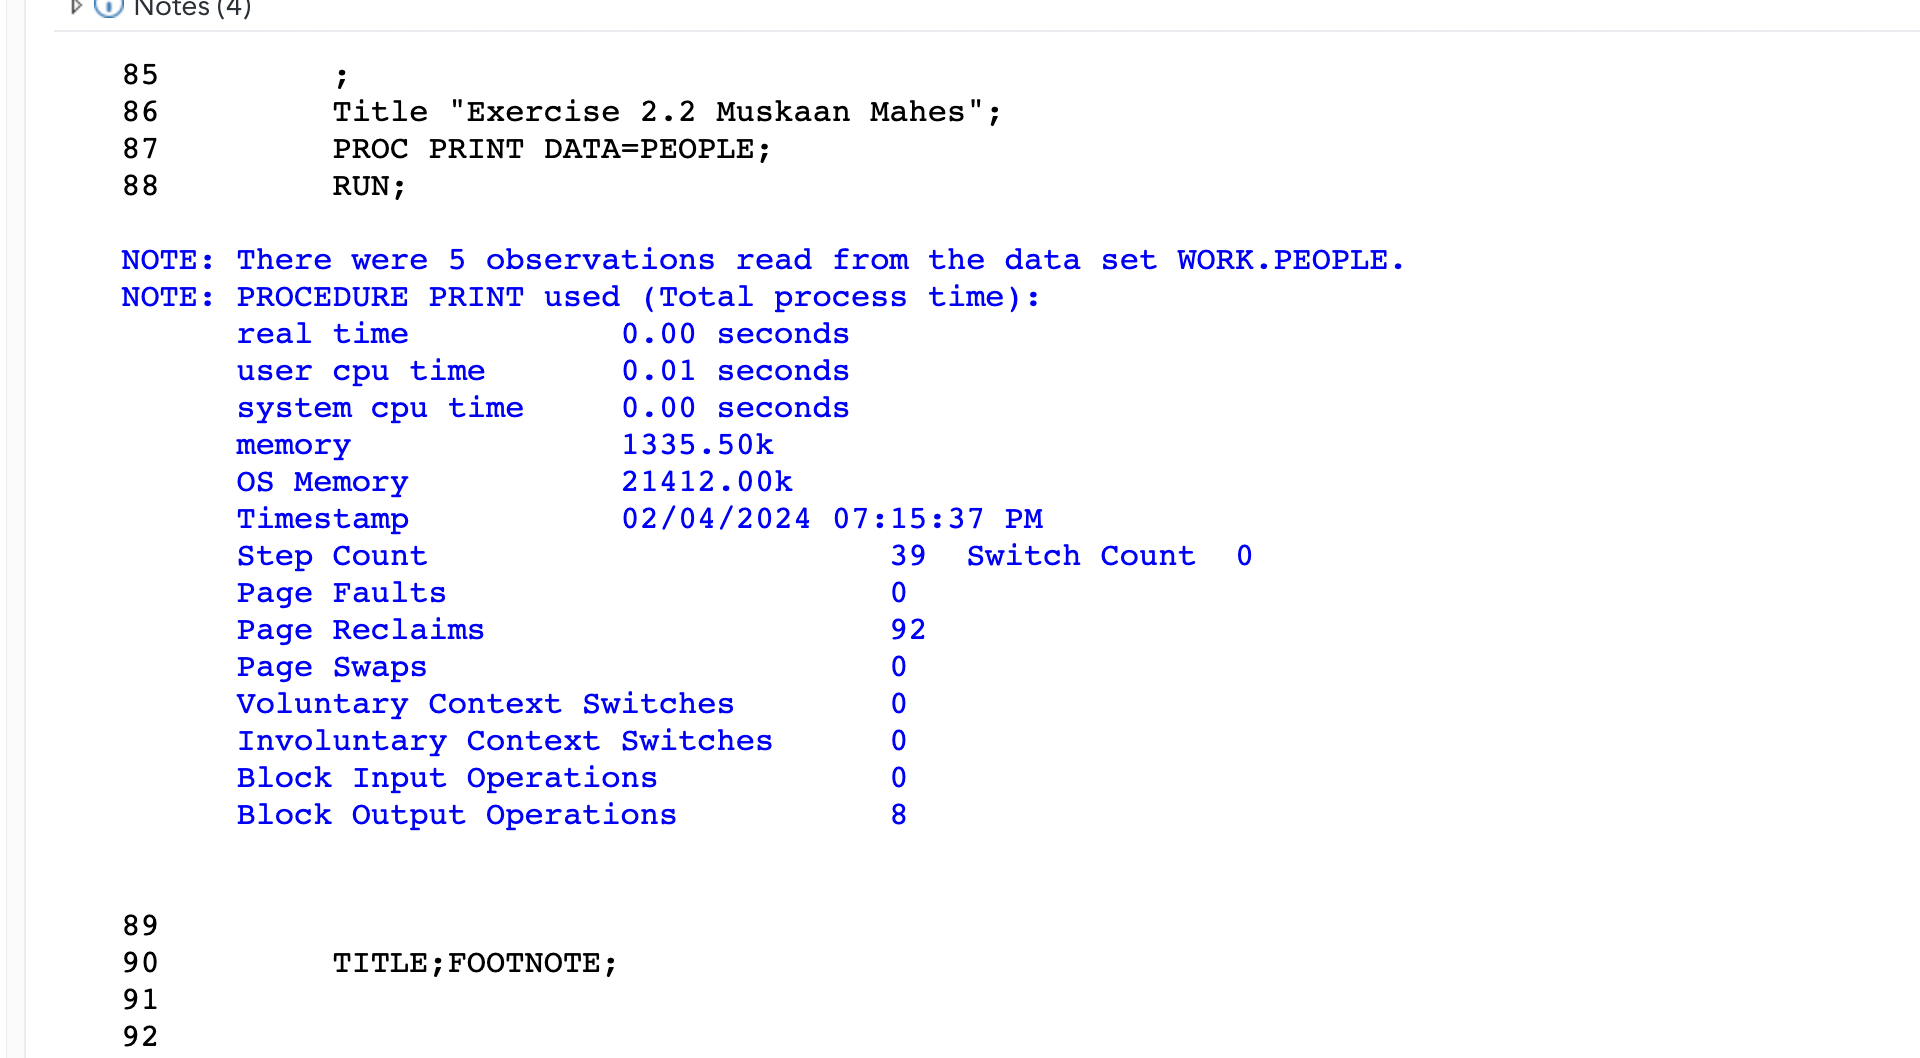 Notes (4)
85 ;
86 Title "Exercise 2.2 Muskaan Mahes";
87 PROC PRINT DATA=PEOPLE;
88 RUN;
NOTE: There were 5 observations read from the data set WORK.PEOPLE.
NOTE: PROCEDURE PRINT used (Total process time):
real time 0.00 seconds
user cpu time 0.01 seconds
system cpu time 0.00 seconds
memory 1335.50k
OS Memory 21412.00k
Timestamp 02/04/2024 07:15:37 PM
Step Count 39 Switch Count 0
Page Faults 0
Page Reclaims 92
Page Swaps 0
Voluntary Context Switches 0
Involuntary Context Switches 0
Block Input Operations 0
Block Output Operations 8
89
90 TITLE;FOOTNOTE;
91
92